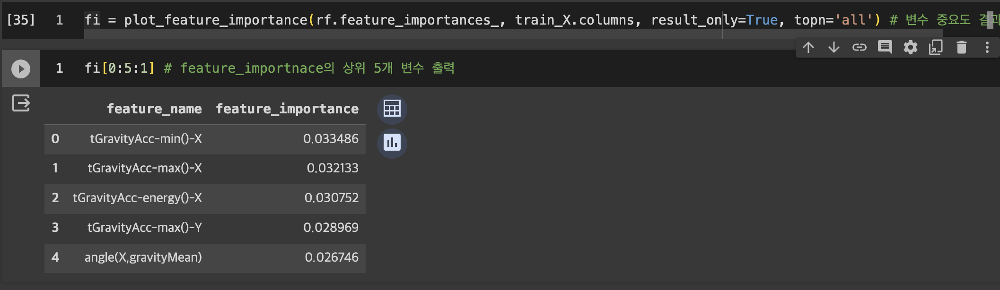 [35] 1 fi = plot_feature_importance(rf.feature_importances_, train_X.columns, result_only=True, topn='all') # 변수 중요도 결과
1 fi[0:5:1] # feature_importnace의 상위 5개 변수 출력
feature_name feature_importance
0 tGravityAcc-min()-X 0.033486
1 tGravityAcc-max()-X 0.032133
2 tGravityAcc-energy()-X 0.030752
3 tGravityAcc-max()-Y 0.028969
4 angle(X,gravityMean) 0.026746